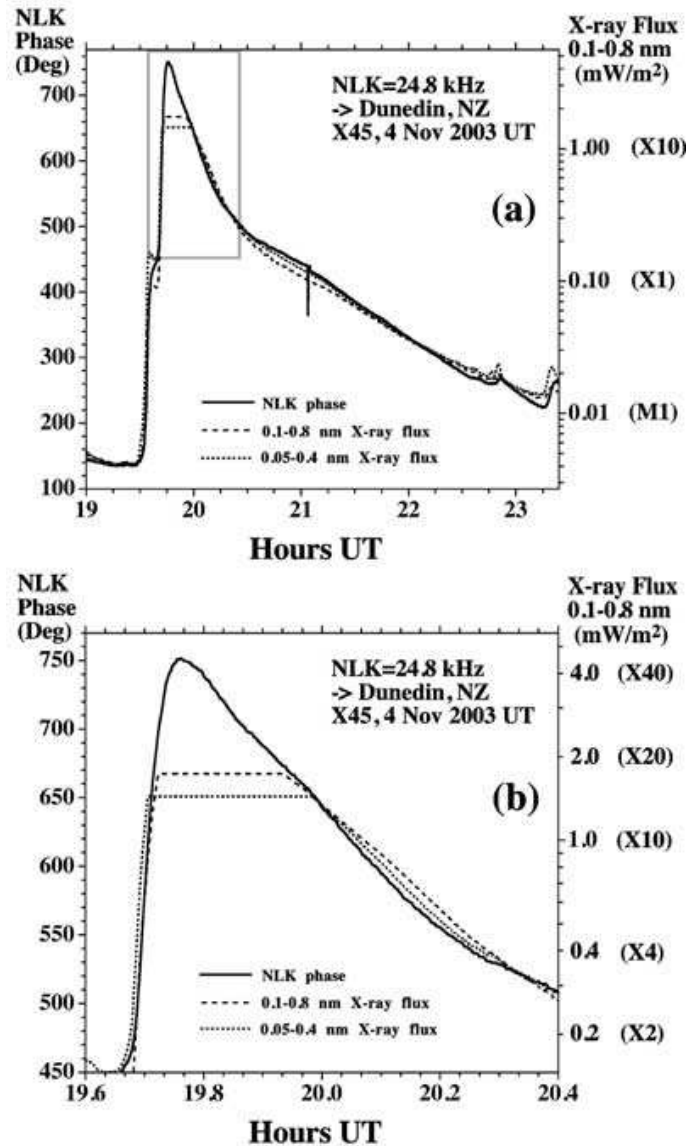 NLK
Phase
(Deg)
X-ray Flux
0.1-0.8 nm
(mW/m²)
700
600
500
400
300
200
100
NLK=24.8 kHz
-> Dunedin, NZ
X45, 4 Nov 2003 UT
(a)
1.00 (X10)
0.10 (X1)
0.01 (M1)
NLK phase
0.1-0.8 nm X-ray flux
0.05-0.4 nm X-ray flux
19 20 21 22 23
Hours UT
NLK
Phase
(Deg)
X-ray Flux
0.1-0.8 nm
(mW/m²)
750
700
650
600
550
500
450
NLK=24.8 kHz
-> Dunedin, NZ
X45, 4 Nov 2003 UT
(b)
4.0 (X40)
2.0 (X20)
1.0 (X10)
0.4 (X4)
0.2 (X2)
NLK phase
0.1-0.8 nm X-ray flux
0.05-0.4 nm X-ray flux
19.6 19.8 20.0 20.2 20.4
Hours UT